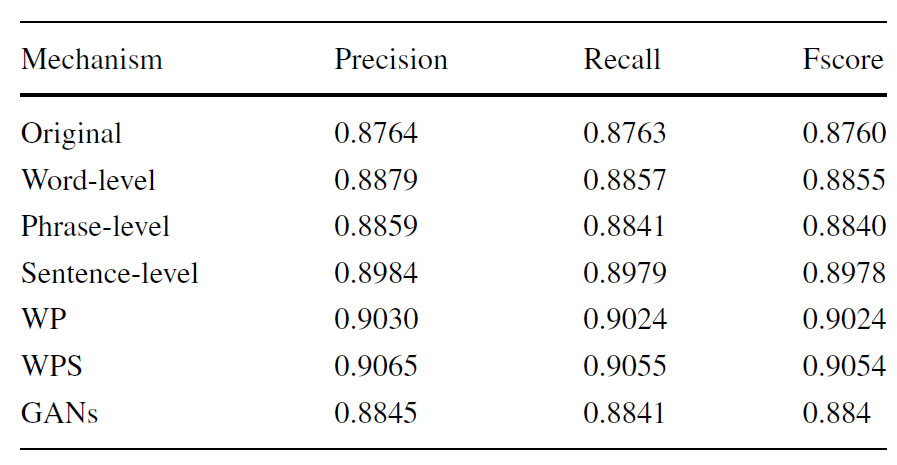 Mechanism Precision Recall Fscore
Original 0.8764 0.8763 0.8760
Word-level 0.8879 0.8857 0.8855
Phrase-level 0.8859 0.8841 0.8840
Sentence-level 0.8984 0.8979 0.8978
WP 0.9030 0.9024 0.9024
WPS 0.9065 0.9055 0.9054
GANs 0.8845 0.8841 0.884